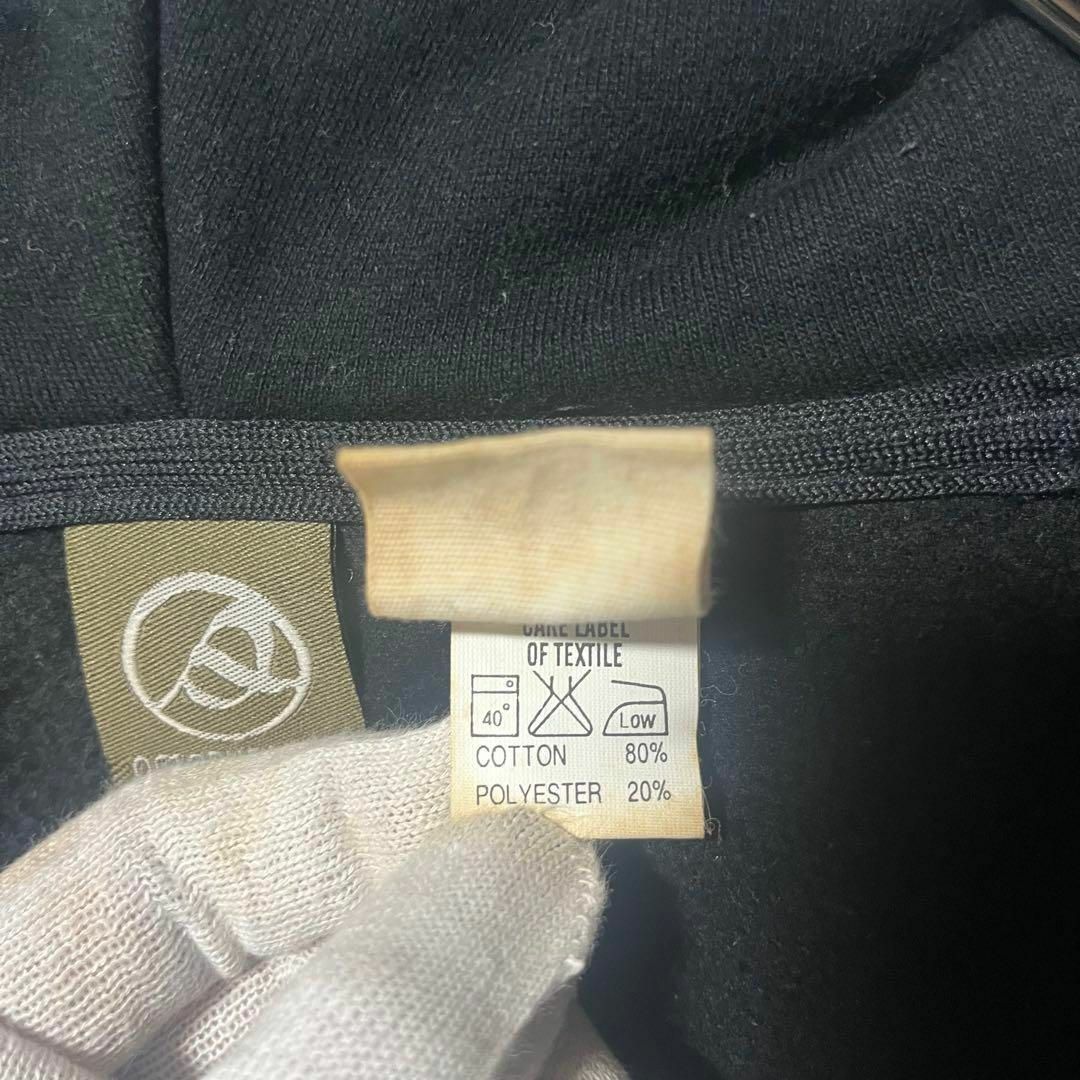 CARE LABEL
OF TEXTILE
40°
LOW
COTTON 80%
POLYESTER 20%